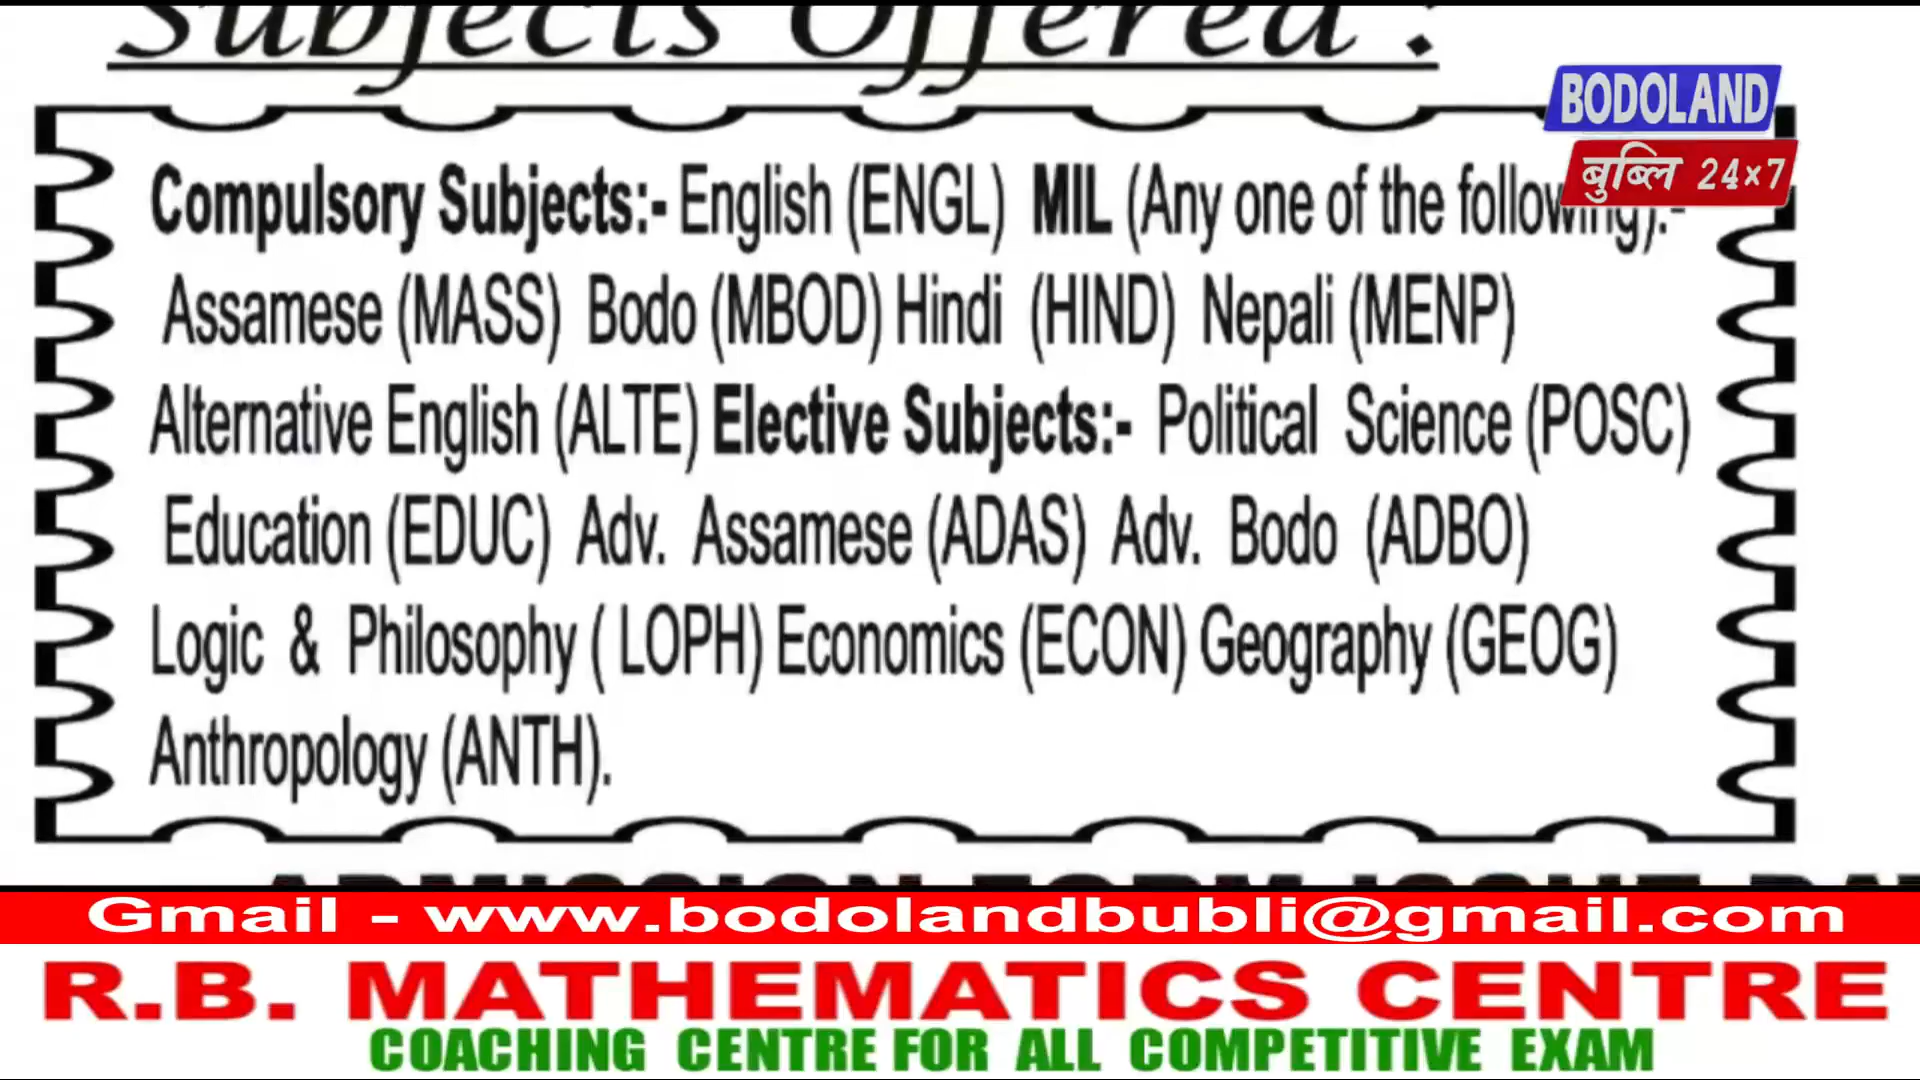 Subjects Offered :
BODOLAND
बुब्लि 24×7
Compulsory Subjects:- English (ENGL) MIL (Any one of the following):-
Assamese (MASS) Bodo (MBOD) Hindi (HIND) Nepali (MENP)
Alternative English (ALTE) Elective Subjects:- Political Science (POSC)
Education (EDUC) Adv. Assamese (ADAS) Adv. Bodo (ADBO)
Logic & Philosophy ( LOPH) Economics (ECON) Geography (GEOG)
Anthropology (ANTH).
Gmail - www.bodolandbubli@gmail.com
R.B. MATHEMATICS CENTRE
COACHING CENTRE FOR ALL COMPETITIVE EXAM